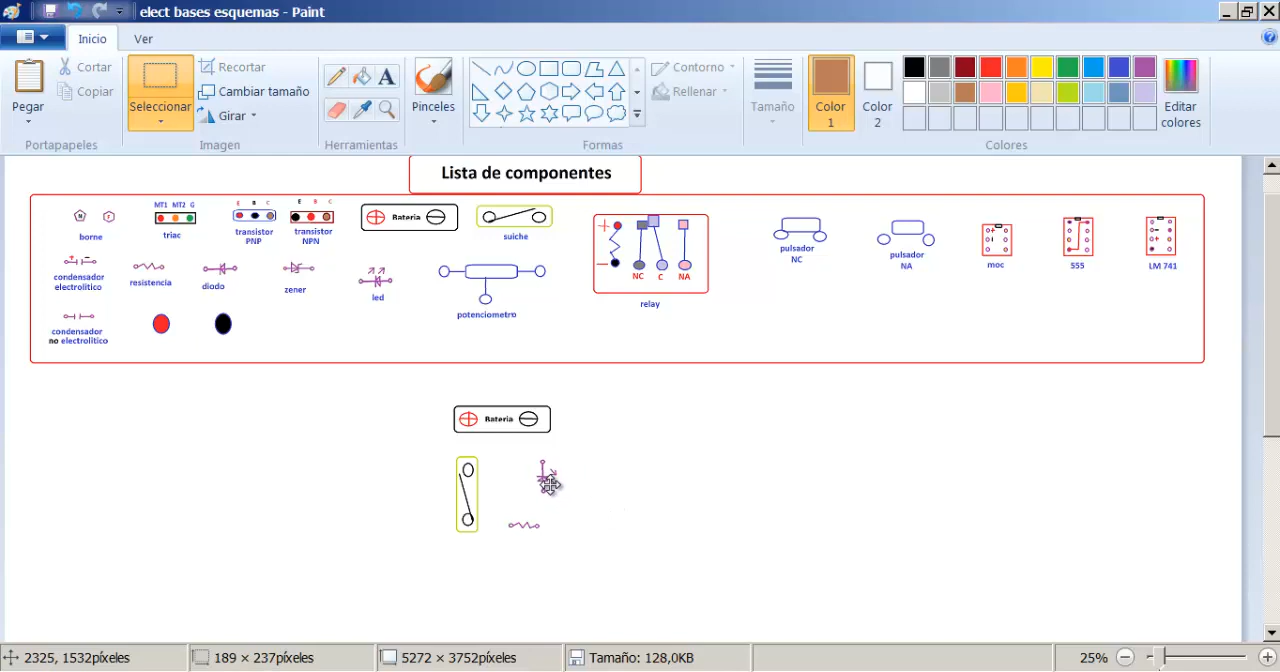 elect bases esquemas - Paint
Inicio
Ver
Pegar
Cortar
Copiar
Portapapeles
Seleccionar
Recortar
Cambiar tamaño
Girar
Imagen
A
Herramientas
Pinceles
Contorno
Rellenar
Formas
Tamaño
Color
1
Color
2
Editar
colores
Colores
Lista de componentes
N
F
borne
MT1 MT2 G
triac
E B C
transistor
PNP
E B C
transistor
NPN
Bateria
suiche
+
NC
C
NA
relay
pulsador
NC
pulsador
NA
moc
555
LM 741
condensador
electrolitico
resistencia
diodo
zener
led
potenciometro
condensador
no electrolitico
Bateria
2325, 1532píxeles
189 × 237píxeles
5272 × 3752píxeles
Tamaño: 128,0KB
25%